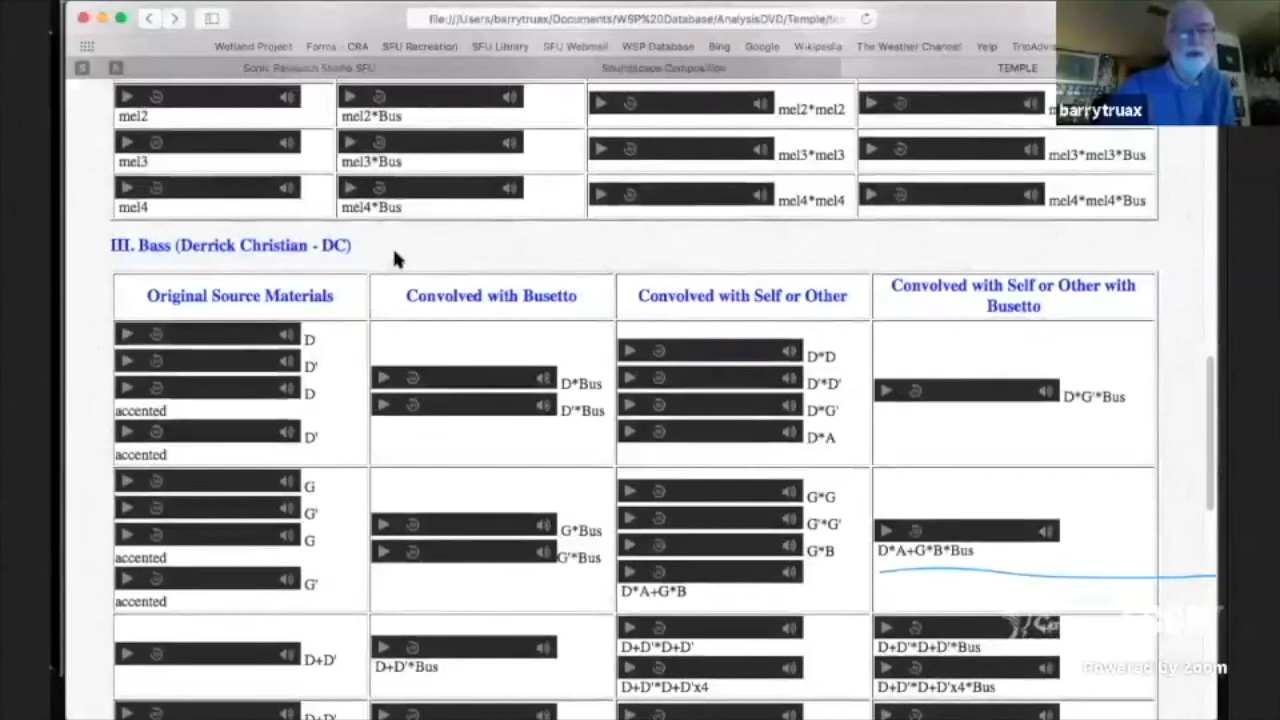 file:///Users/barrytruax/Documents/WSP%20Database/AnalysisDVD/Temple/
Wetland Project Forms - CRA SFU Recreation SFU Library SFU Webmail WSP Database Bing Google Wikipedia The Weather Channel Yelp TripAdvis
Sonic Research Studio SFU Soundscape Composition TEMPLE
barrytruax
mel2 mel2*Bus mel2*mel2
mel3 mel3*Bus mel3*mel3 mel3*mel3*Bus
mel4 mel4*Bus mel4*mel4 mel4*mel4*Bus
III. Bass (Derrick Christian - DC)
Original Source Materials Convolved with Busetto Convolved with Self or Other Convolved with Self or Other with
Busetto
D
D'
D
accented
D'
accented
D*Bus
D'*Bus
D*D
D'*D'
D*G'
D*A
D*G'*Bus
G
G'
G
accented
G'
accented
G*Bus
G'*Bus
G*G
G'*G'
G*B
D*A+G*B
D*A+G*B*Bus
D+D'
D+D'*Bus
D+D'*D+D'
D+D'*D+D'x4
D+D'*D+D'*Bus
D+D'*D+D'x4*Bus
D+D'
Powered by Zoom